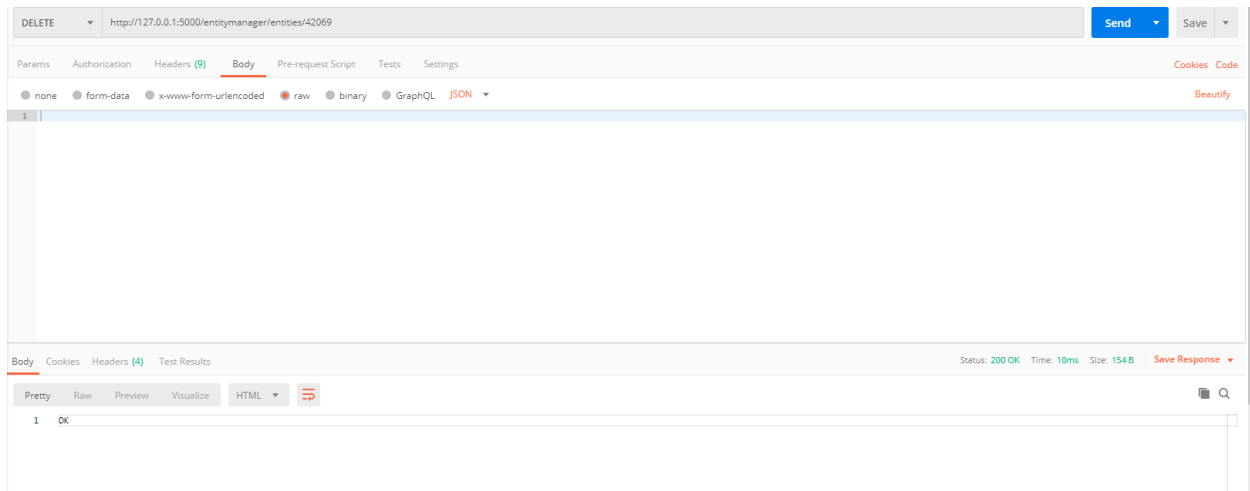 DELETE http://127.0.0.1:5000/entitymanager/entities/42069 Send Save
Params Authorization Headers (9) Body Pre-request Script Tests Settings Cookies Code
none form-data x-www-form-urlencoded raw binary GraphQL JSON Beautify
1
Body Cookies Headers (4) Test Results Status: 200 OK Time: 10ms Size: 154 B Save Response
Pretty Raw Preview Visualize HTML
1 OK